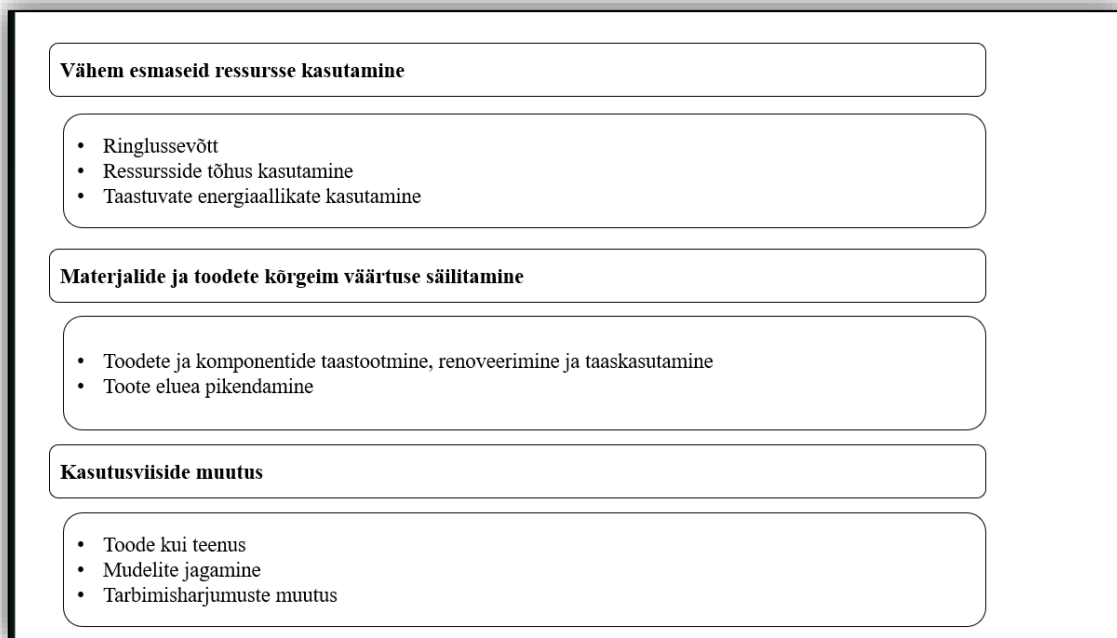 Vähem esmaseid ressursse kasutamine
• Ringlussevõtt
• Ressursside tõhus kasutamine
• Taastuvate energiaallikate kasutamine
Materjalide ja toodete kõrgeim väärtuse säilitamine
• Toodete ja komponentide taastootmine, renoveerimine ja taaskasutamine
• Toote eluea pikendamine
Kasutusviiside muutus
• Toode kui teenus
• Mudelite jagamine
• Tarbimisharjumuste muutus